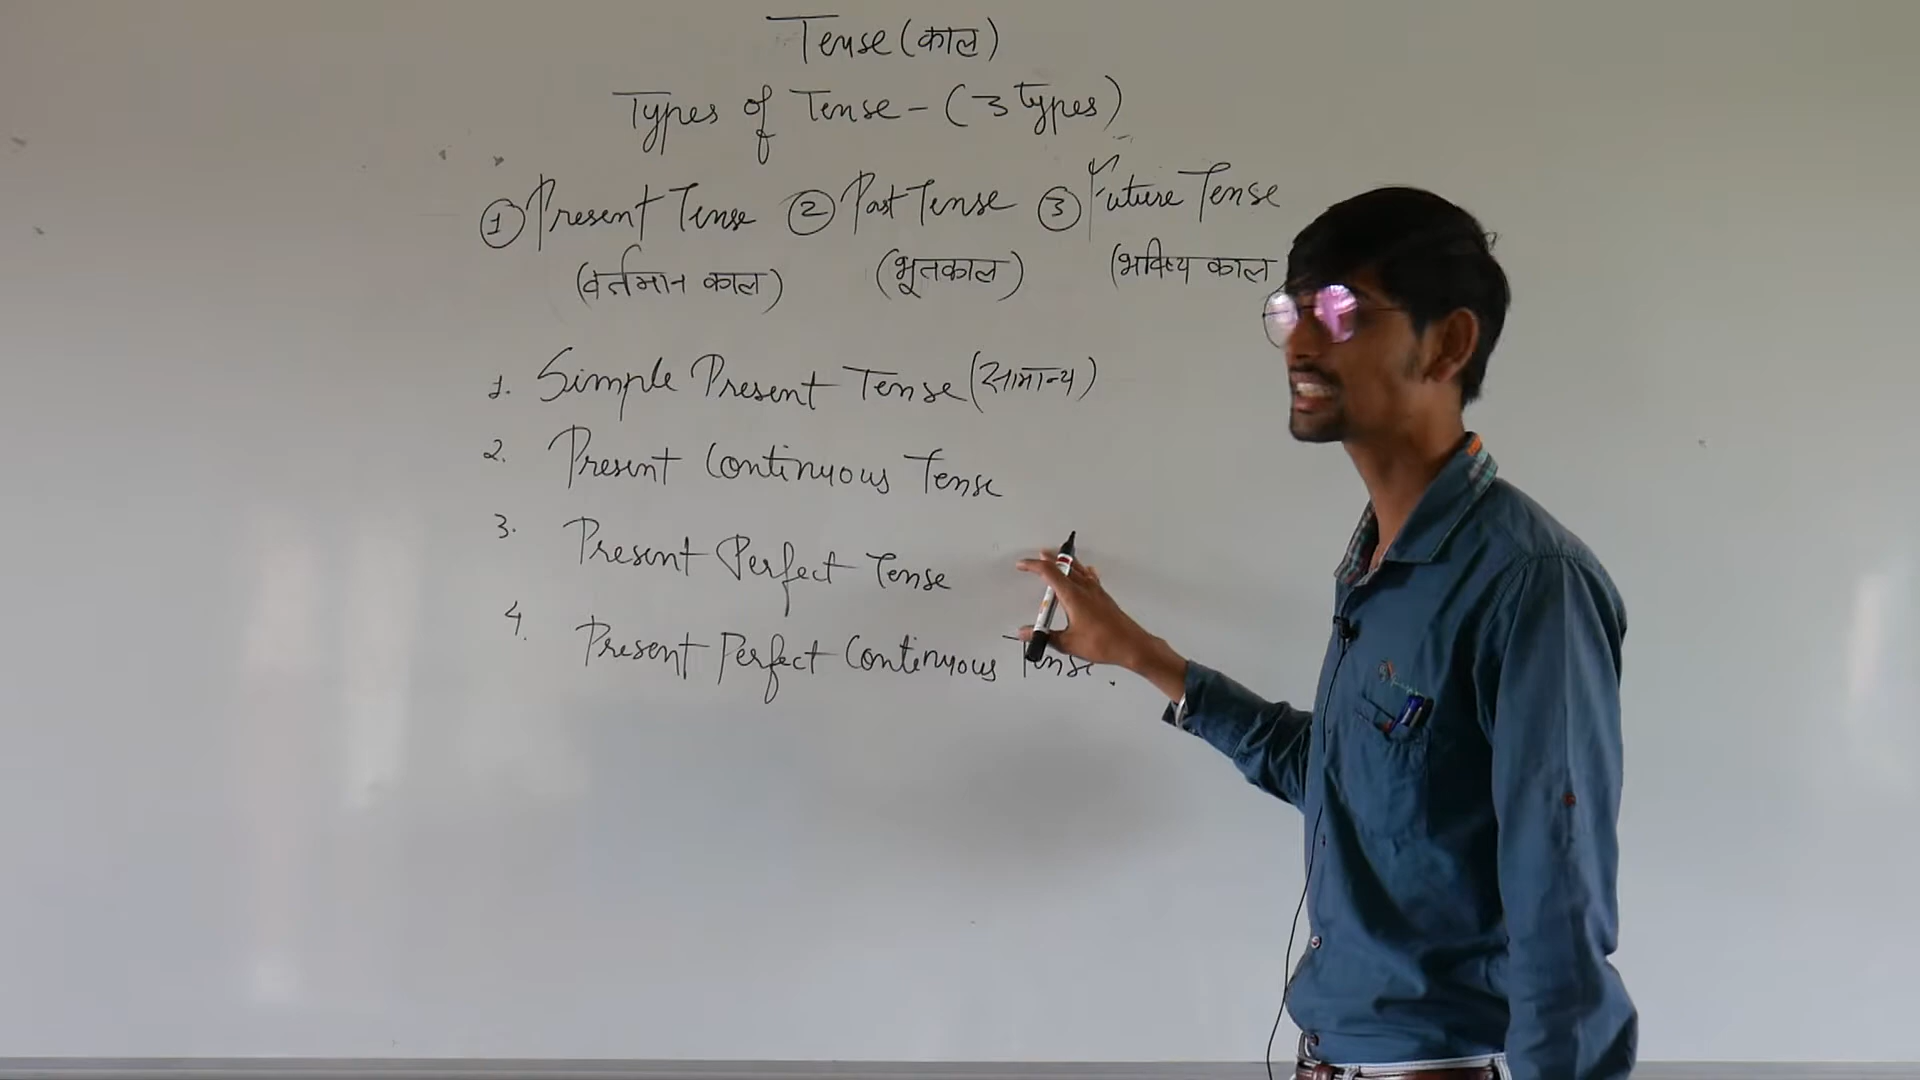 Tense (काल)
Types of Tense - (3 types)
① Present Tense ② Past Tense ③ Future Tense
(वर्तमान काल) (भूतकाल) (भविष्य काल
1. Simple Present Tense (सामान्य)
2. Present Continuous Tense
3. Present Perfect Tense
4. Present Perfect Continuous Tense.